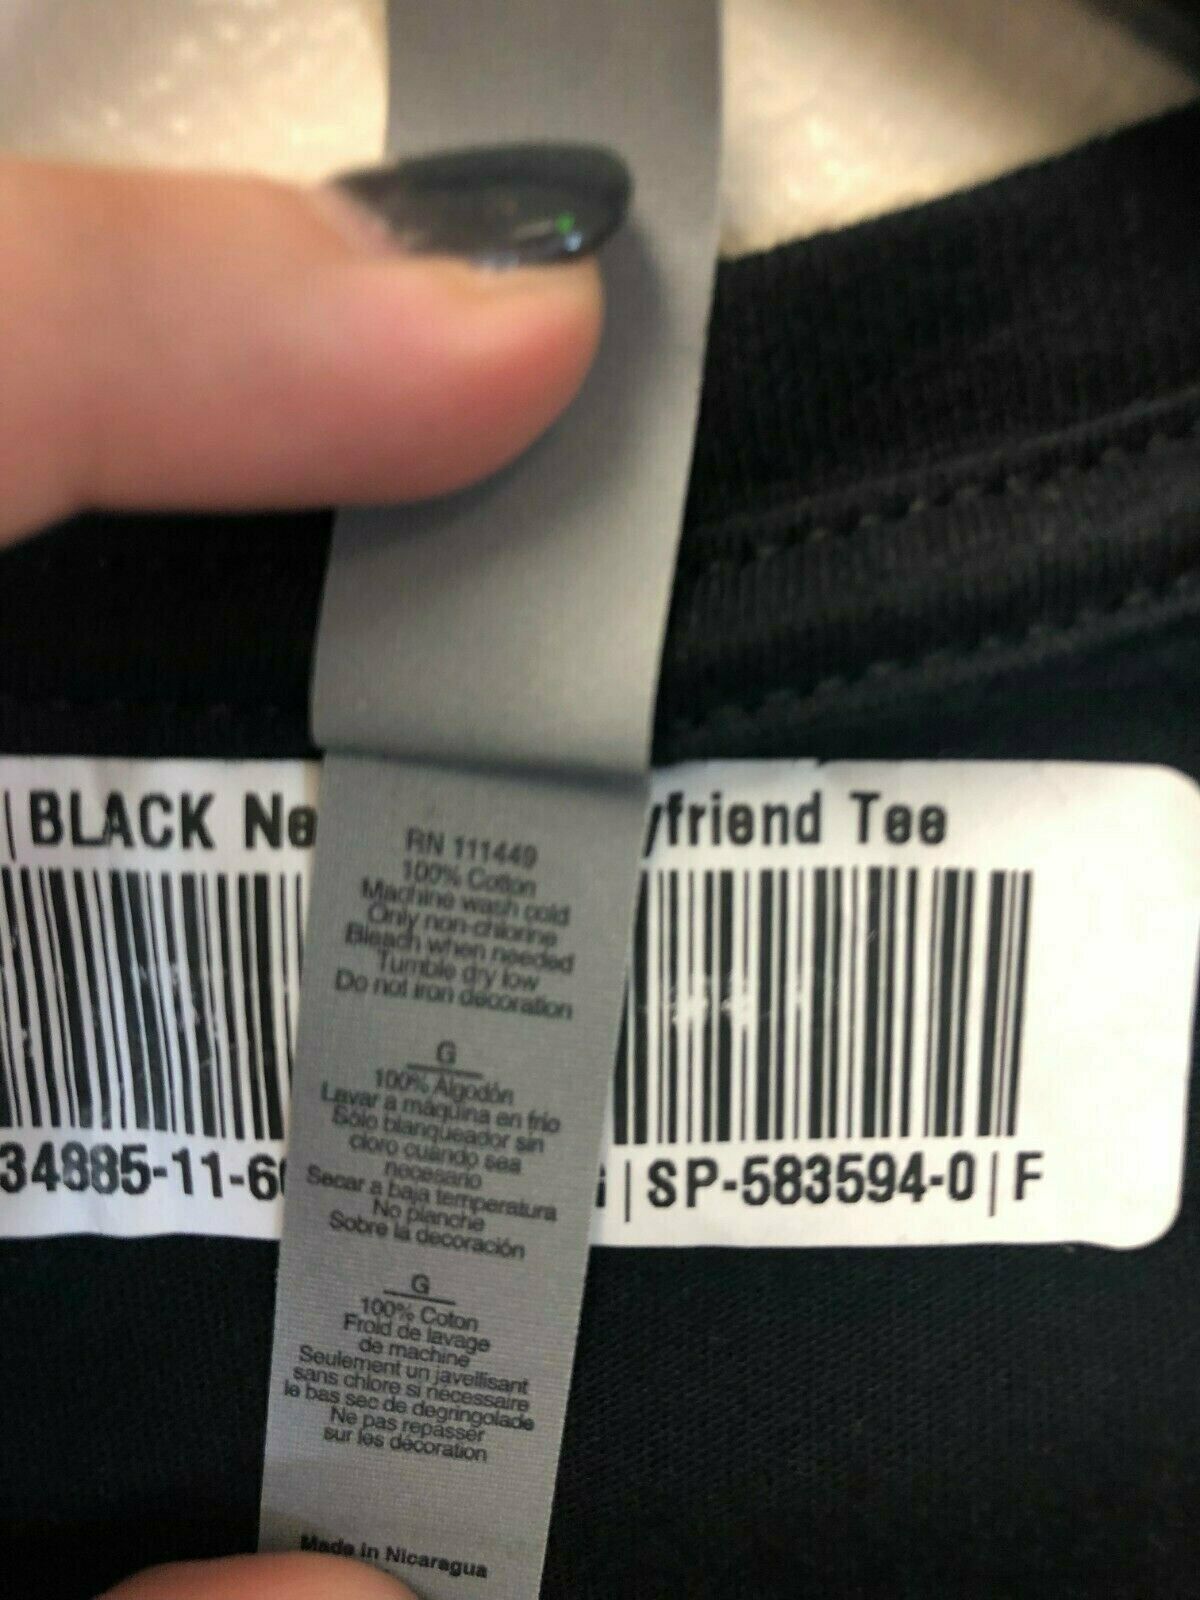 | BLACK Ne
yfriend Tee
RN 111449
100% Cotton
Machine wash cold
Only non-chlorine
Bleach when needed
Tumble dry low
Do not iron decoration
G
100% Algodón
Lavar a máquina en frio
Sólo blanqueador sin
cloro cuándo sea
necesario
Secar a baja temperatura
No planche
Sobre la decoración
G
100% Coton
Froid de lavage
de machine
Seulement un javellisant
sans chlore si nécessaire
le bas sec de degringolade
Ne pas repasser
sur les décoration
Made in Nicaragua
34885-11-6
| SP-583594-0 | F